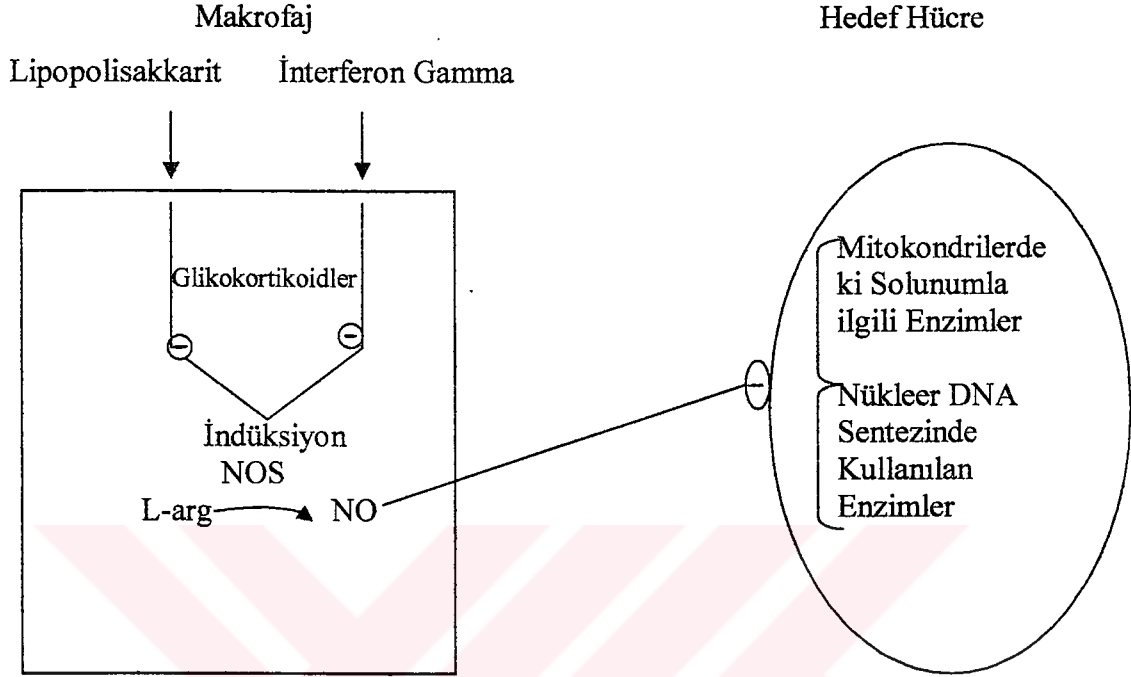 Makrofaj
Hedef Hücre
Lipopolisakkarit İnterferon Gamma
Glikokortikoidler
İndüksiyon
NOS
L-arg NO
Mitokondrilerde
ki Solunumla
ilgili Enzimler
Nükleer DNA
Sentezinde
Kullanılan
Enzimler